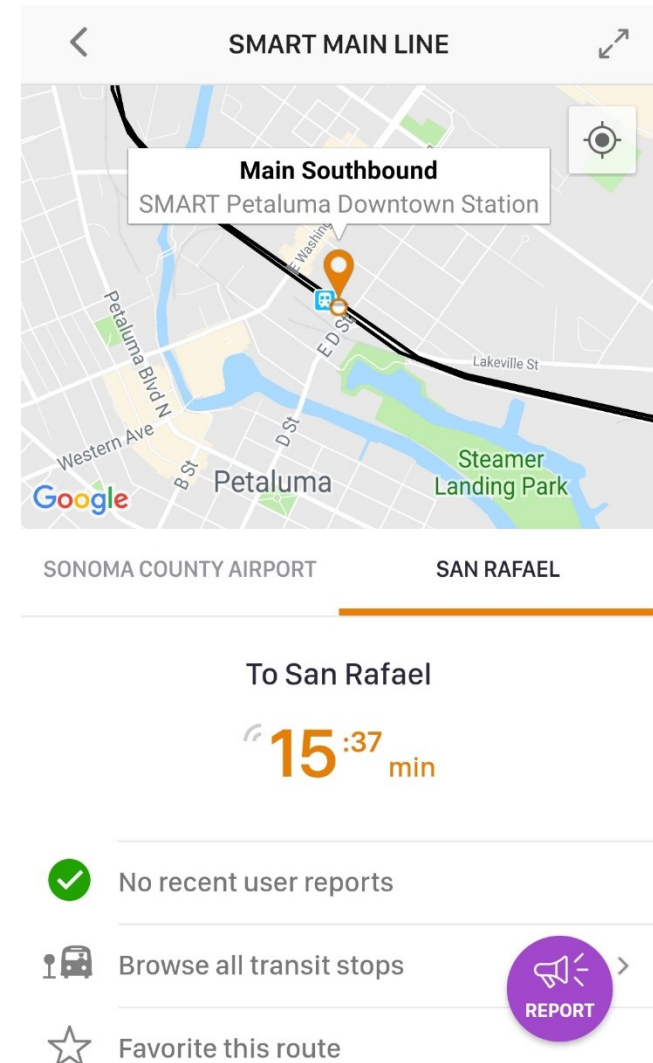 SMART MAIN LINE
Main Southbound
SMART Petaluma Downtown Station
E Washing
Petaluma Blvd N
E D St
Lakeville St
D St
Western Ave
B St
Petaluma
Steamer
Landing Park
Google
SONOMA COUNTY AIRPORT
SAN RAFAEL
To San Rafael
15 :37 min
No recent user reports
Browse all transit stops
REPORT
Favorite this route